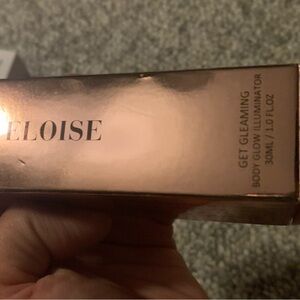 ELOISE
GET GLEAMING
BODY GLOW ILLUMINATOR
30ML / 1.0 FL.OZ